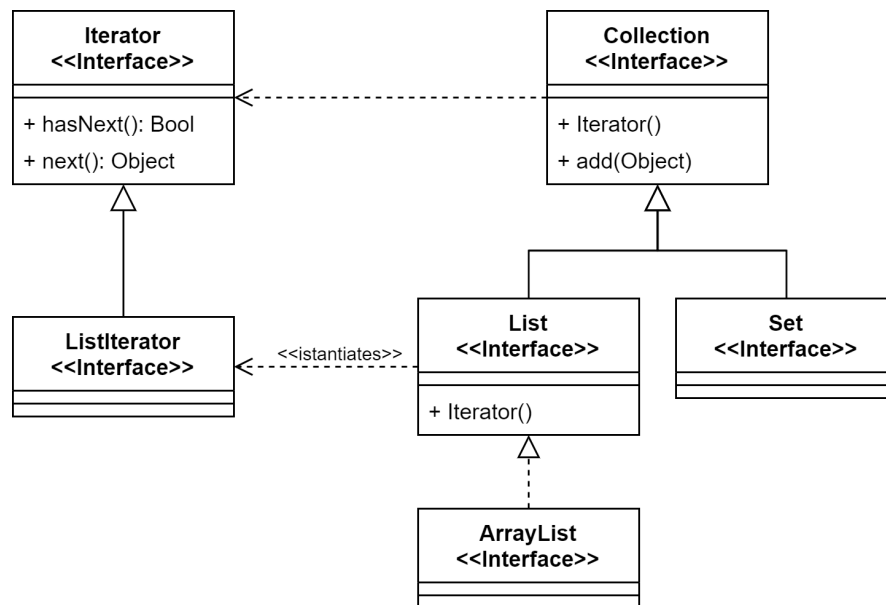 Iterator
<<Interface>>
+ hasNext(): Bool
+ next(): Object
Collection
<<Interface>>
+ Iterator()
+ add(Object)
ListIterator
<<Interface>>
<<istantiates>>
List
<<Interface>>
+ Iterator()
Set
<<Interface>>
ArrayList
<<Interface>>